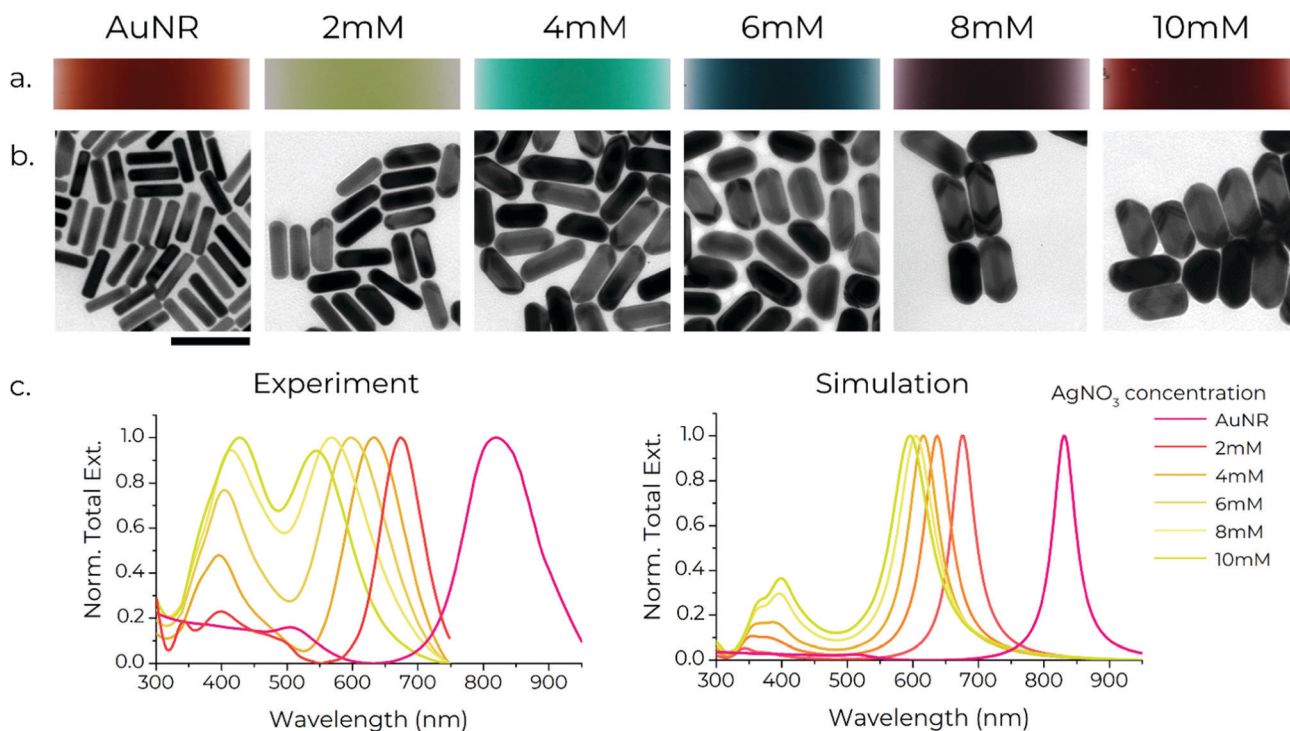 AuNR 2mM 4mM 6mM 8mM 10mM
a.
b.
c.
Experiment
Norm. Total Ext.
1.0
0.8
0.6
0.4
0.2
0.0
300 400 500 600 700 800 900
Wavelength (nm)
Simulation
Norm. Total Ext.
1.0
0.8
0.6
0.4
0.2
0.0
300 400 500 600 700 800 900
Wavelength (nm)
AgNO₃ concentration
AuNR
2mM
4mM
6mM
8mM
10mM